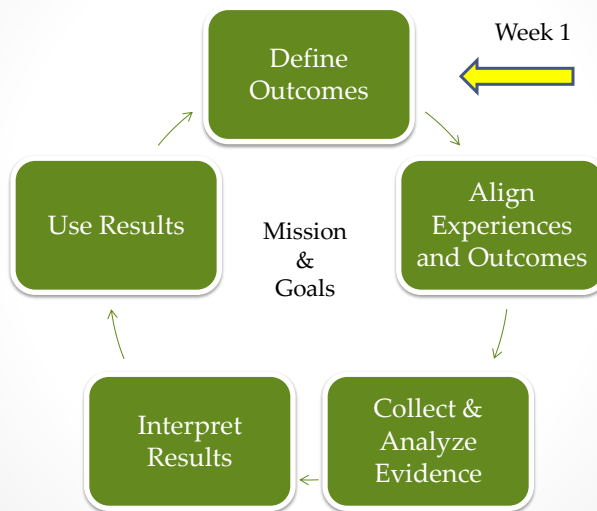 Week 1
Define
Outcomes
Align
Experiences
and Outcomes
Collect &
Analyze
Evidence
Interpret
Results
Use Results
Mission
&
Goals